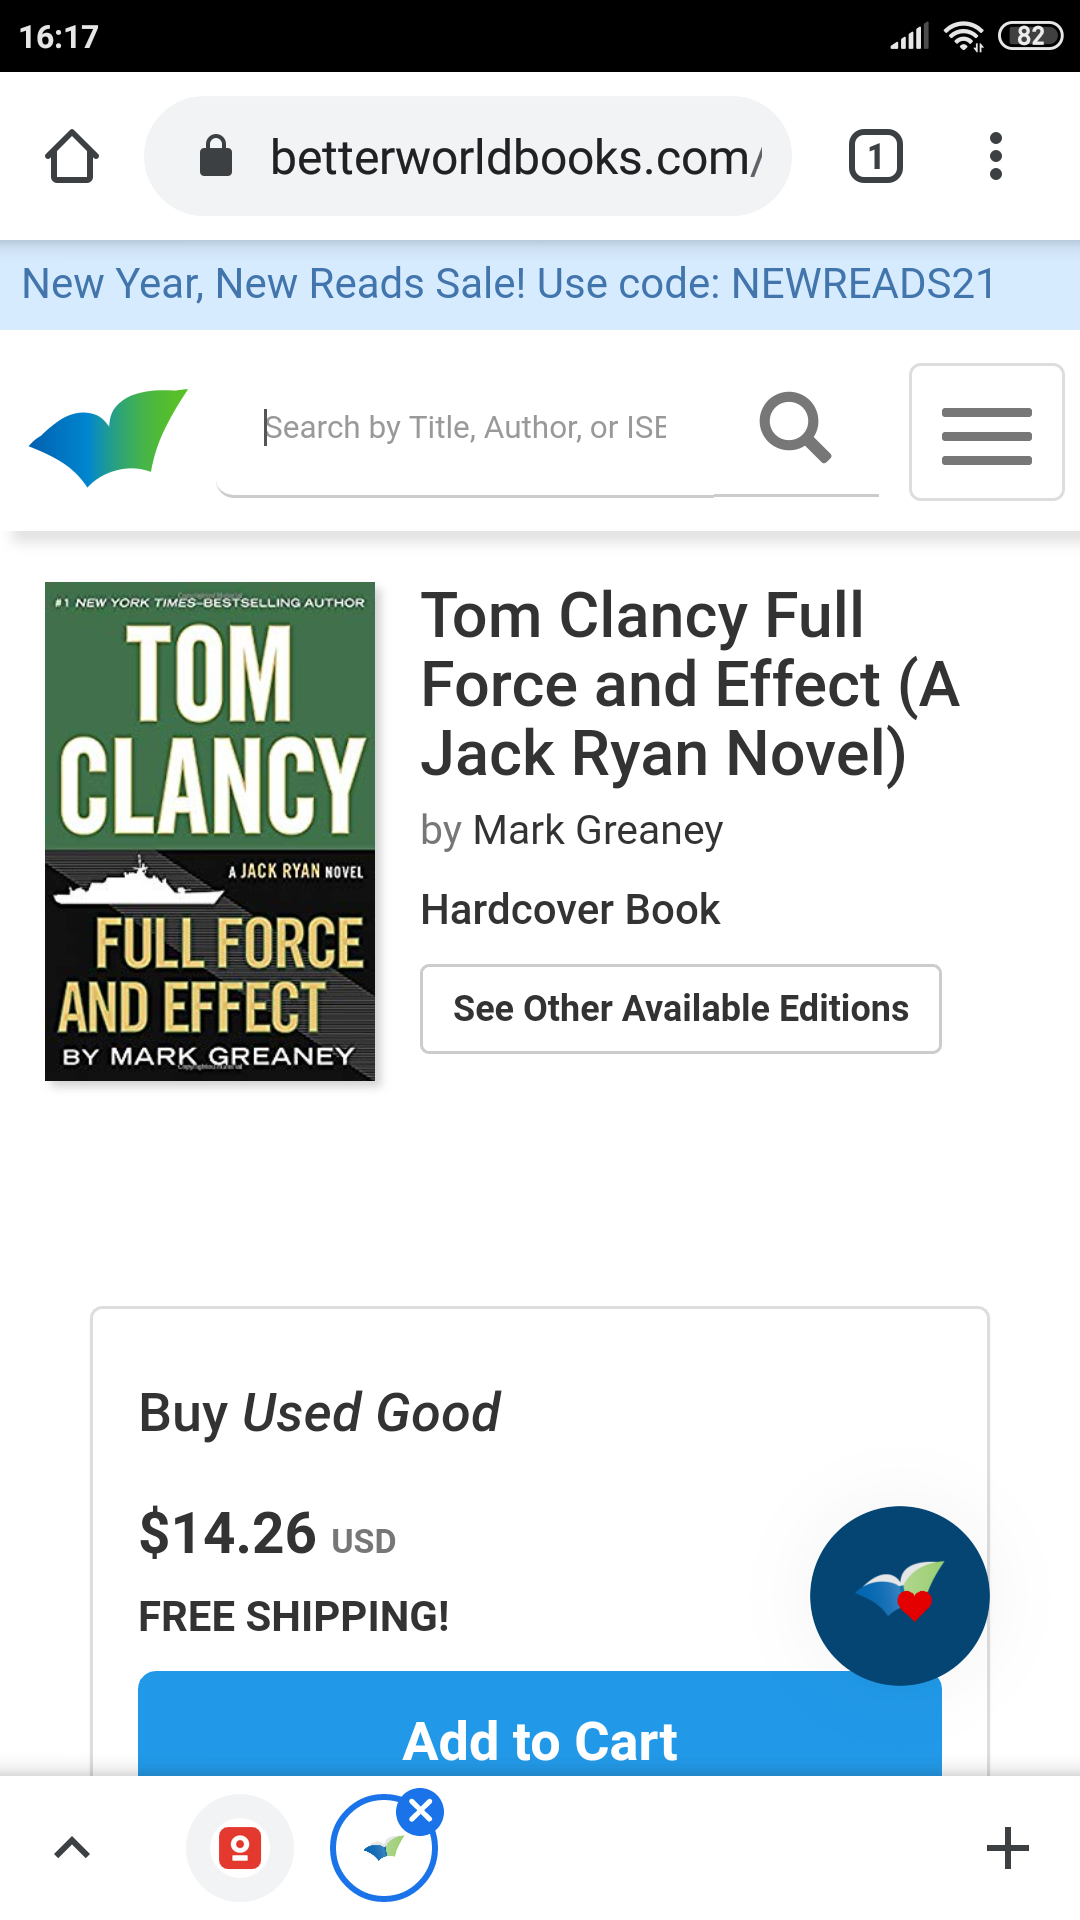 16:17
82
betterworldbooks.com/
1
New Year, New Reads Sale! Use code: NEWREADS21
Search by Title, Author, or ISB
#1 NEW YORK TIMES-BESTSELLING AUTHOR
TOM
CLANCY
A JACK RYAN NOVEL
FULL FORCE
AND EFFECT
BY MARK GREANEY
Copyrighted Material
Tom Clancy Full
Force and Effect (A
Jack Ryan Novel)
by Mark Greaney
Hardcover Book
See Other Available Editions
Buy Used Good
$14.26 USD
FREE SHIPPING!
Add to Cart